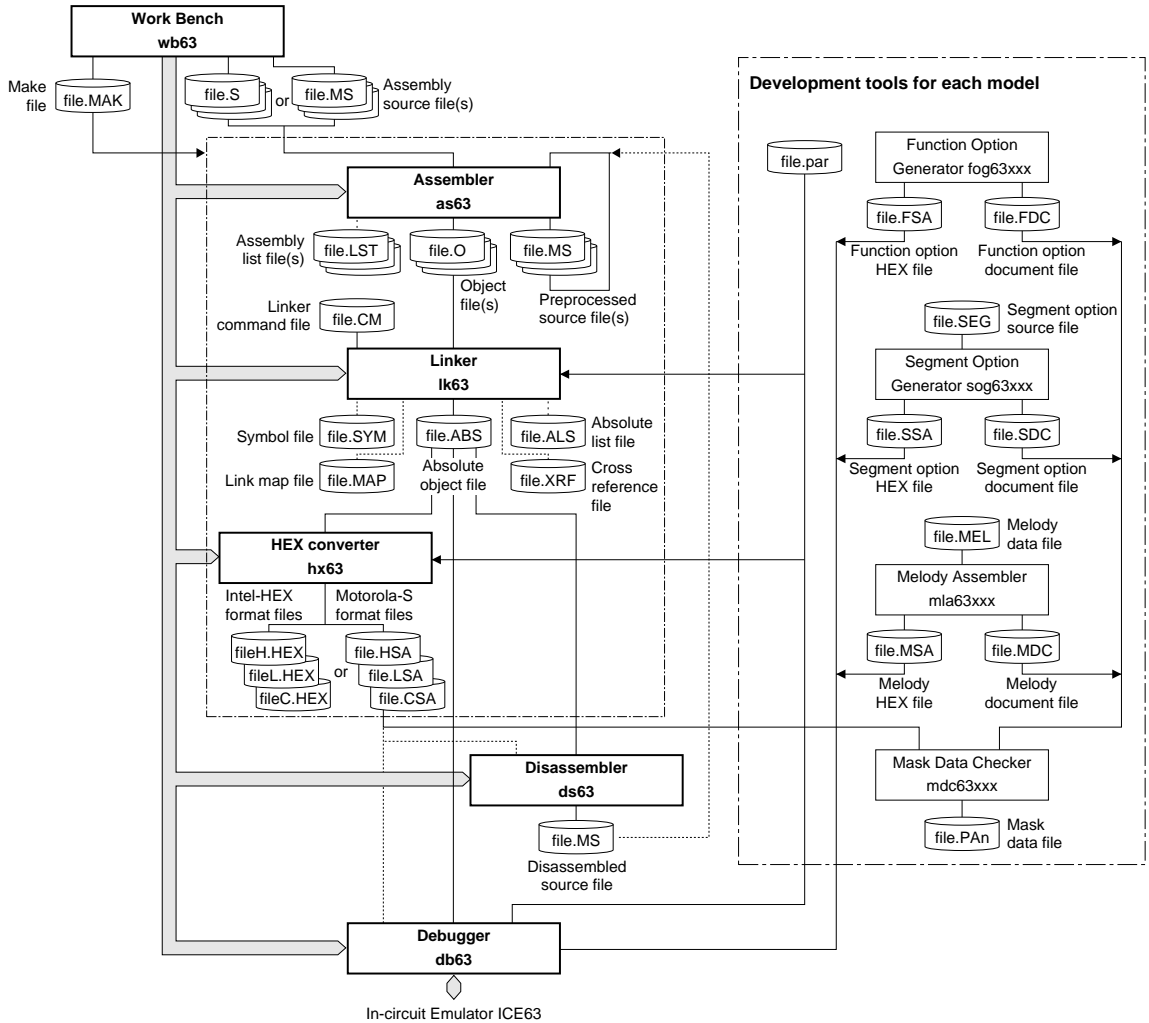 Work Bench
wb63
Make
file
file.MAK
file.S
or
file.MS
Assembly
source file(s)
Assembler
as63
Assembly
list file(s)
file.LST
file.O
file.MS
Object
file(s)
Preprocessed
source file(s)
Linker
command file
file.CM
Linker
lk63
Symbol file
file.SYM
file.ABS
file.ALS
Absolute
list file
Link map file
file.MAP
Absolute
object file
file.XRF
Cross
reference
file
HEX converter
hx63
Intel-HEX
format files
Motorola-S
format files
fileH.HEX
fileL.HEX
fileC.HEX
or
file.HSA
file.LSA
file.CSA
Disassembler
ds63
file.MS
Disassembled
source file
Debugger
db63
In-circuit Emulator ICE63
Development tools for each model
file.par
Function Option
Generator fog63xxx
file.FSA
file.FDC
Function option
HEX file
Function option
document file
file.SEG
Segment option
source file
Segment Option
Generator sog63xxx
file.SSA
file.SDC
Segment option
HEX file
Segment option
document file
file.MEL
Melody
data file
Melody Assembler
mla63xxx
file.MSA
file.MDC
Melody
HEX file
Melody
document file
Mask Data Checker
mdc63xxx
file.PAn
Mask
data file